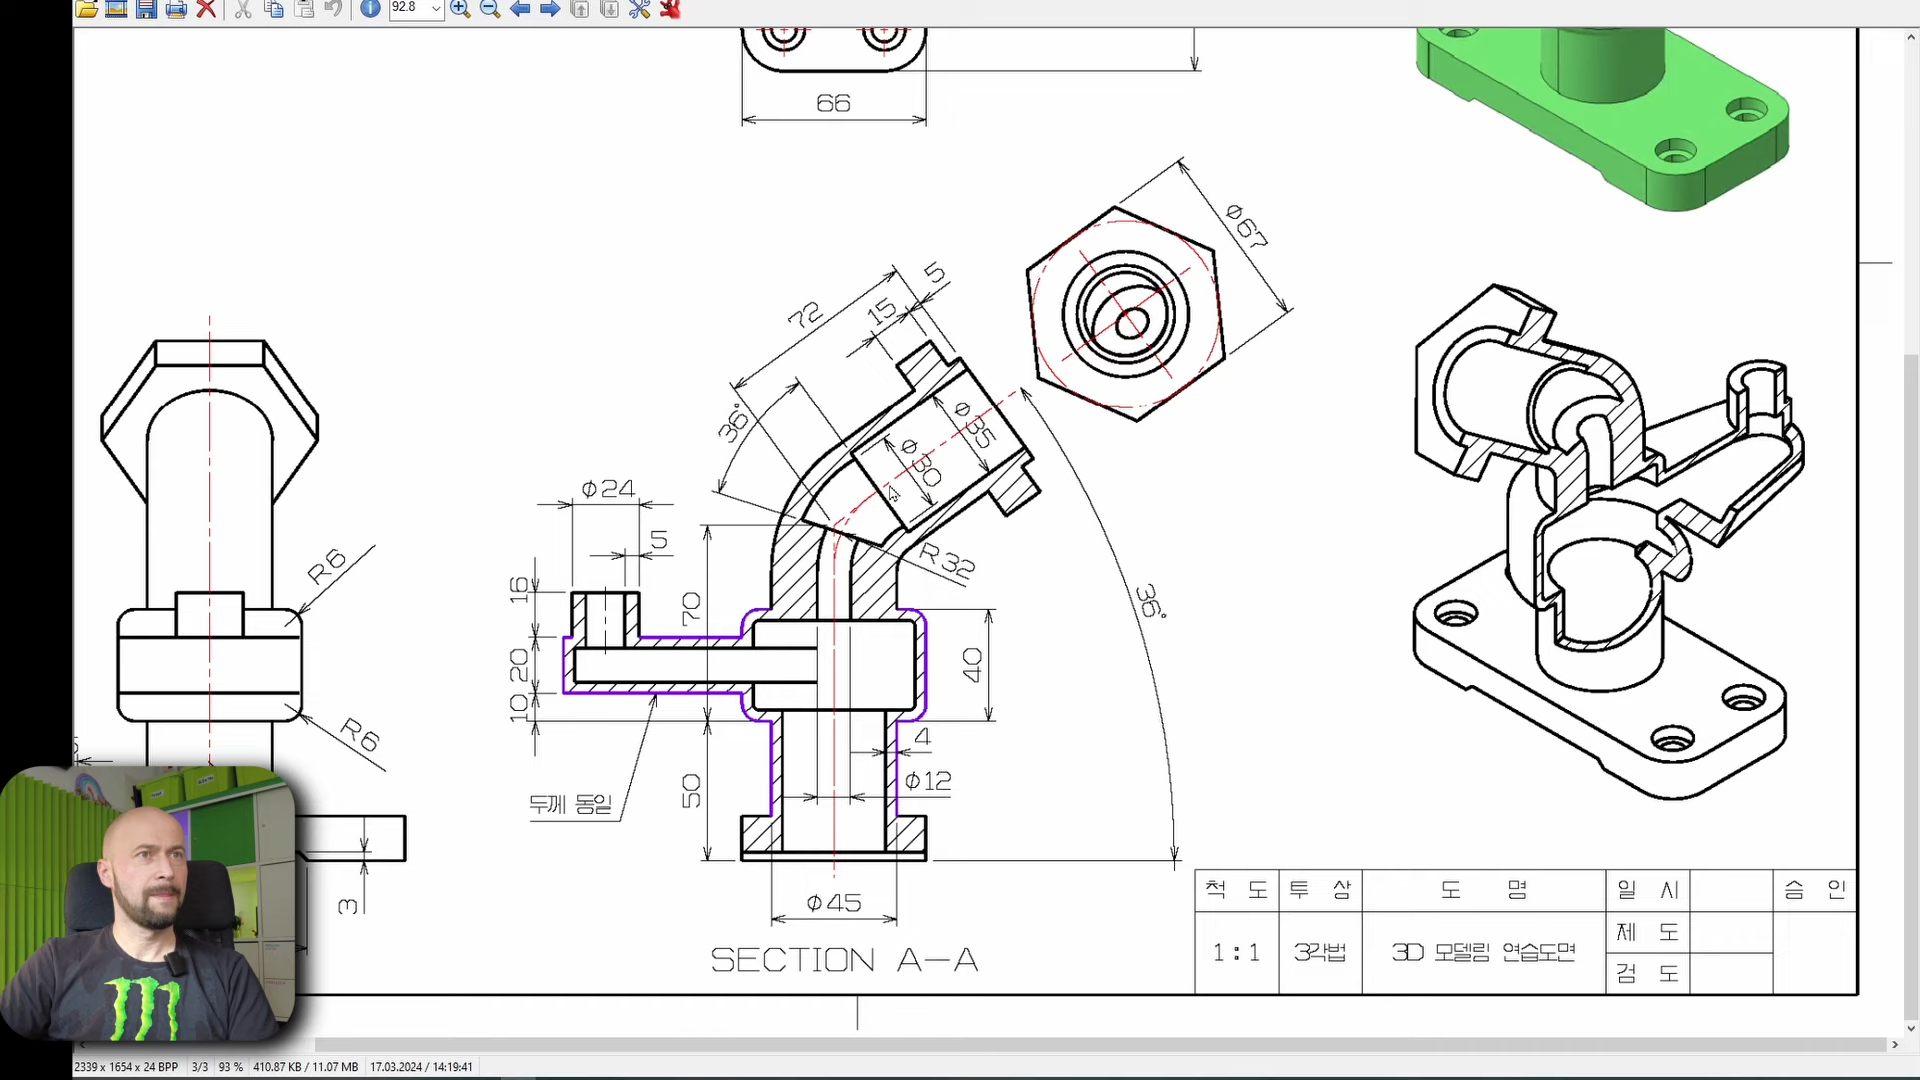 92.8
66
φ67
5
15
72
36°
φ35
φ30
φ24
5
R32
36°
R6
16
70
20
40
10
R6
4
φ12
50
두께 동일
3
φ45
SECTION A-A
척 도
투 상
도 명
일 시
승 인
1:1
3각법
3D 모델링 연습도면
제 도
검 도
2339 x 1654 x 24 BPP
3/3
93 %
410.87 KB / 11.07 MB
17.03.2024 / 14:19:41